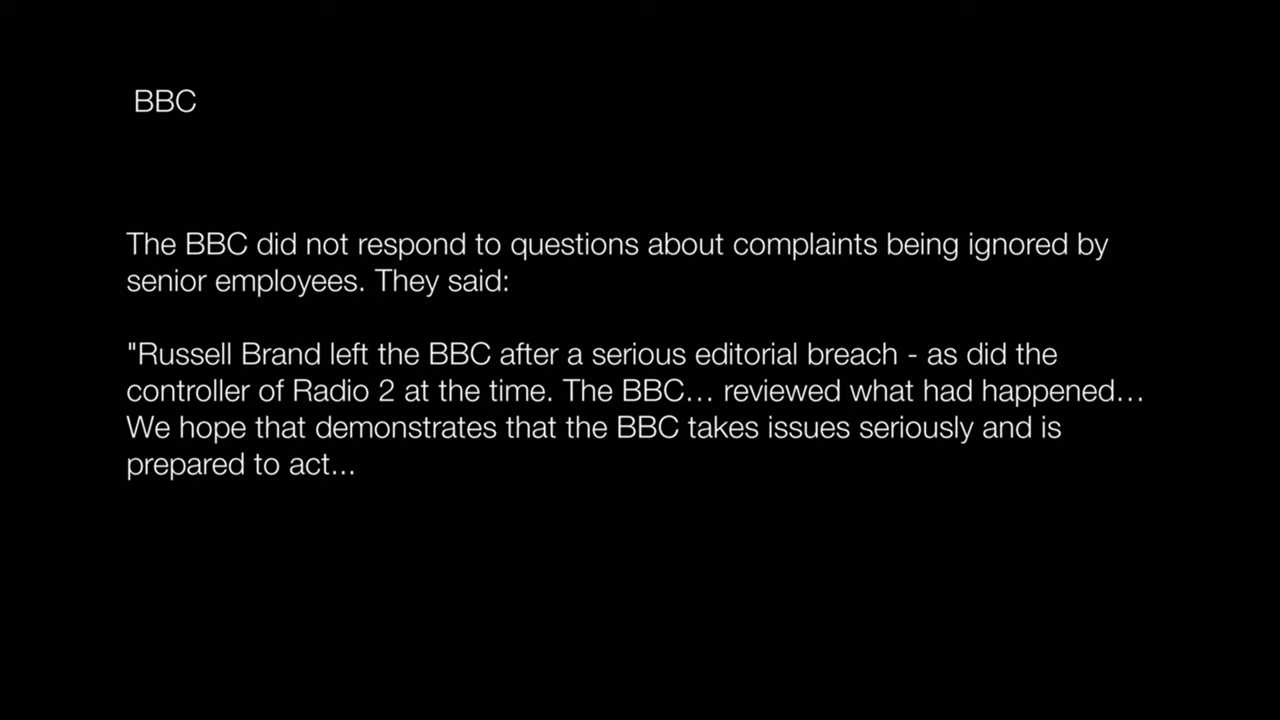 BBC
The BBC did not respond to questions about complaints being ignored by
senior employees. They said:
"Russell Brand left the BBC after a serious editorial breach - as did the
controller of Radio 2 at the time. The BBC… reviewed what had happened…
We hope that demonstrates that the BBC takes issues seriously and is
prepared to act...